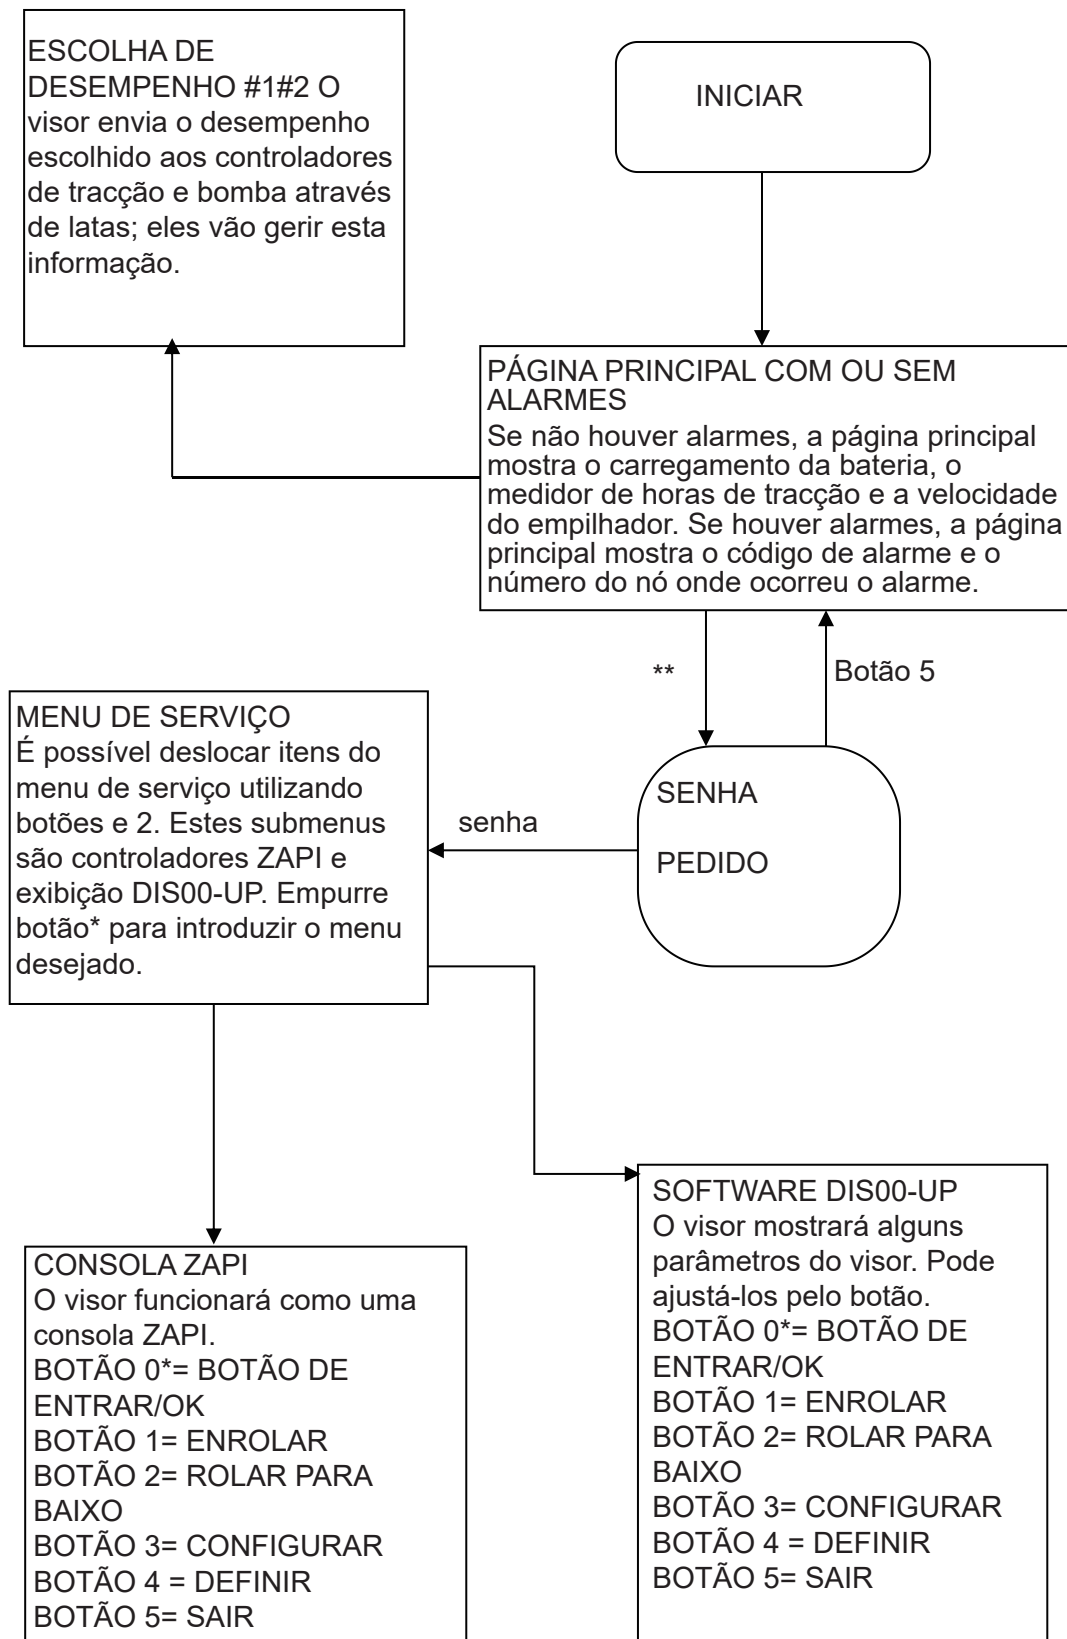 ESCOLHA DE
DESEMPENHO #1#2 O
visor envia o desempenho
escolhido aos controladores
de tracção e bomba através
de latas; eles vão gerir esta
informação.
INICIAR
PÁGINA PRINCIPAL COM OU SEM
ALARMES
Se não houver alarmes, a página principal
mostra o carregamento da bateria, o
medidor de horas de tracção e a velocidade
do empilhador. Se houver alarmes, a página
principal mostra o código de alarme e o
número do nó onde ocorreu o alarme.
**
Botão 5
MENU DE SERVIÇO
É possível deslocar itens do
menu de serviço utilizando
botões e 2. Estes submenus
são controladores ZAPI e
exibição DIS00-UP. Empurre
botão* para introduzir o menu
desejado.
senha
SENHA
PEDIDO
CONSOLA ZAPI
O visor funcionará como uma
consola ZAPI.
BOTÃO 0*= BOTÃO DE
ENTRAR/OK
BOTÃO 1= ENROLAR
BOTÃO 2= ROLAR PARA
BAIXO
BOTÃO 3= CONFIGURAR
BOTÃO 4 = DEFINIR
BOTÃO 5= SAIR
SOFTWARE DIS00-UP
O visor mostrará alguns
parâmetros do visor. Pode
ajustá-los pelo botão.
BOTÃO 0*= BOTÃO DE
ENTRAR/OK
BOTÃO 1= ENROLAR
BOTÃO 2= ROLAR PARA
BAIXO
BOTÃO 3= CONFIGURAR
BOTÃO 4 = DEFINIR
BOTÃO 5= SAIR